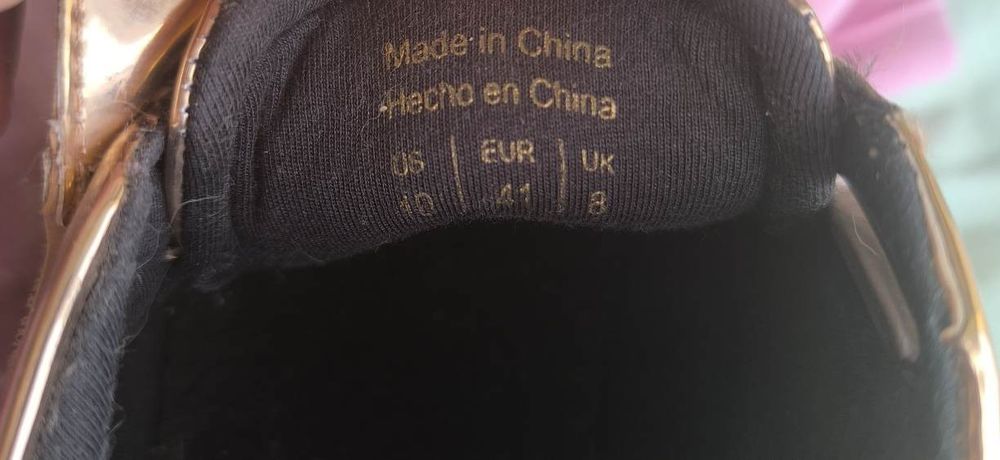 Made in China
Hecho en China
US | EUR | UK
10 41 8